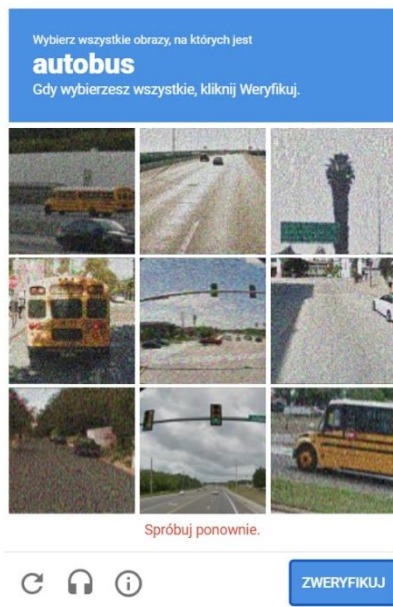 Wybierz wszystkie obrazy, na których jest
autobus
Gdy wybierzesz wszystkie, kliknij Weryfikuj.
Spróbuj ponownie.
ZWERYFIKUJ